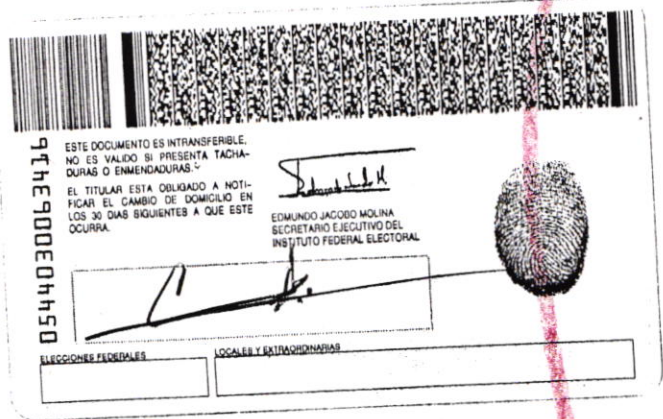 0544030063416
ESTE DOCUMENTO ES INTRANSFERIBLE,
NO ES VALIDO SI PRESENTA TACHA-
DURAS O ENMENDADURAS.
EL TITULAR ESTA OBLIGADO A NOTI-
FICAR EL CAMBIO DE DOMICILIO EN
LOS 30 DIAS SIGUIENTES A QUE ESTE
OCURRA.
EDMUNDO JACOBO MOLINA
SECRETARIO EJECUTIVO DEL
INSTITUTO FEDERAL ELECTORAL
ELECCIONES FEDERALES
LOCALES Y EXTRAORDINARIAS